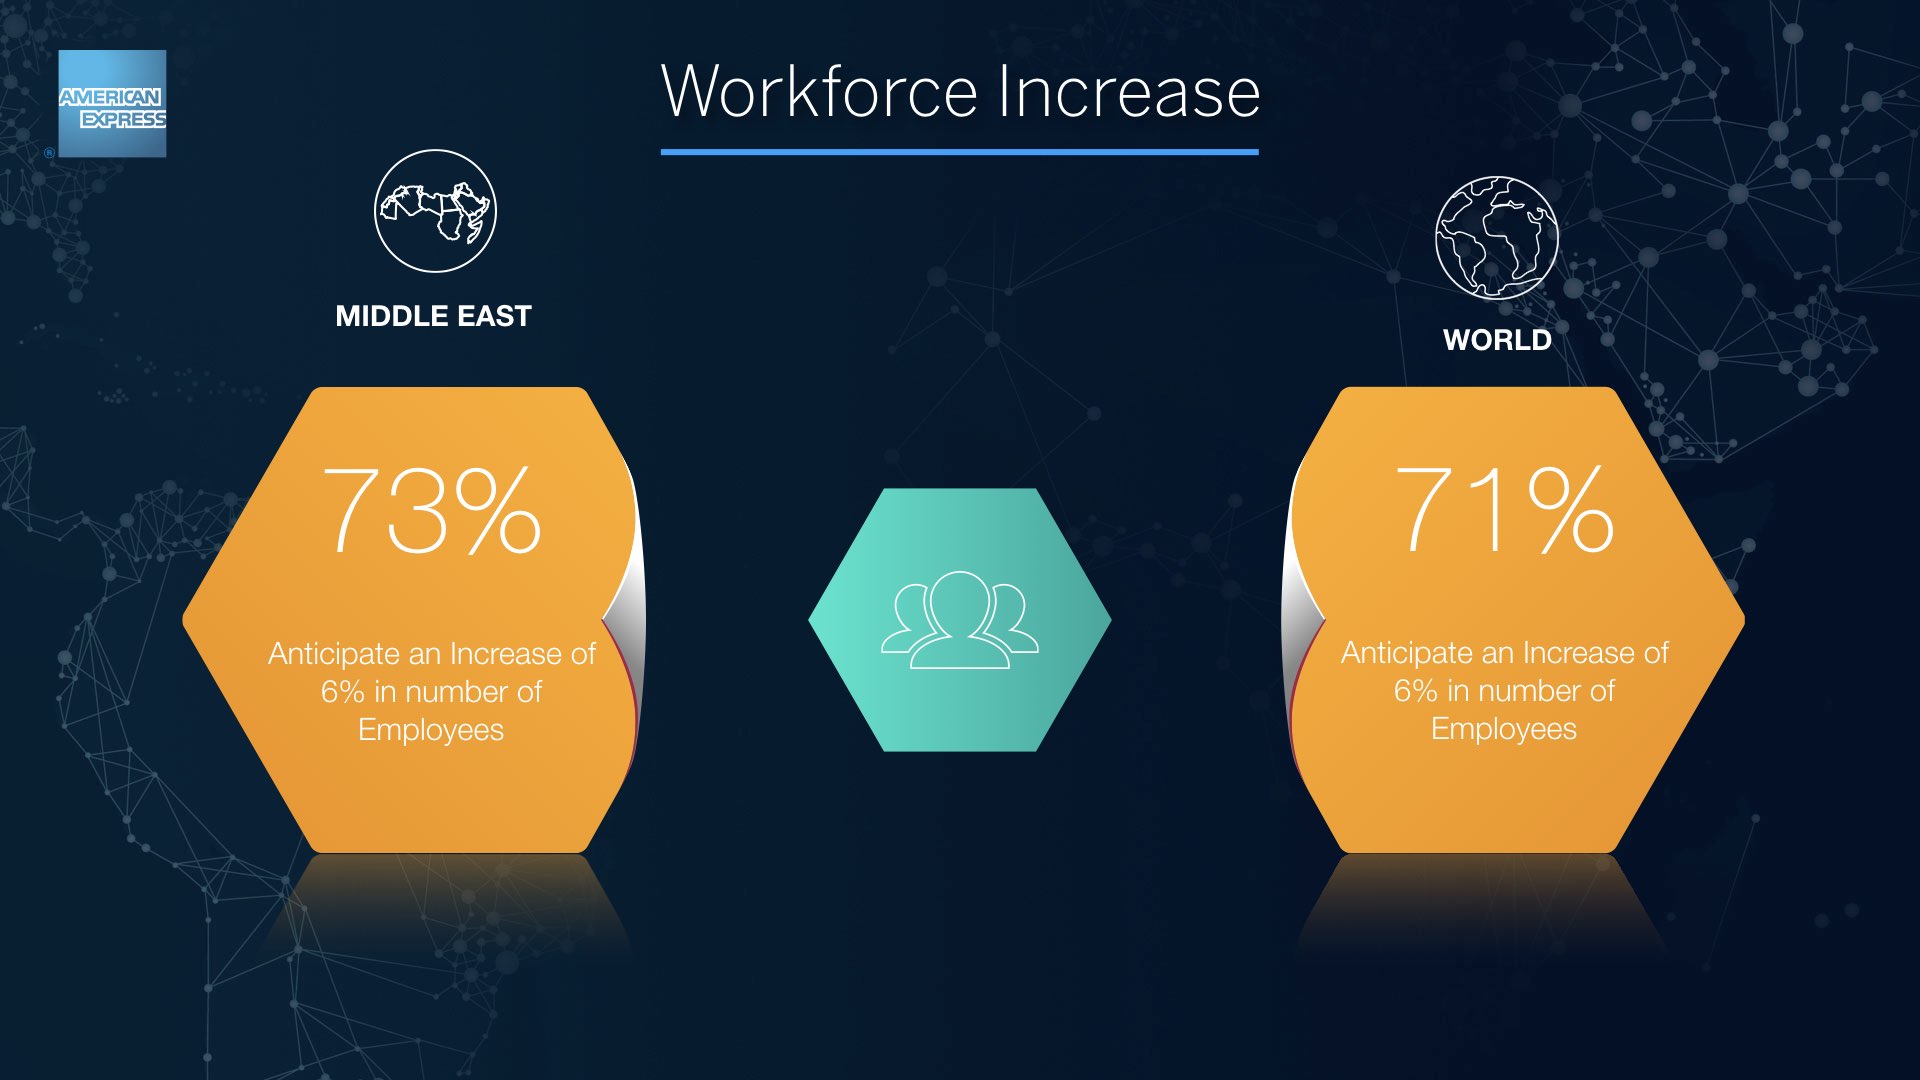 AMERICAN
EXPRESS
®
Workforce Increase
MIDDLE EAST
73%
Anticipate an Increase of
6% in number of
Employees
WORLD
71%
Anticipate an Increase of
6% in number of
Employees